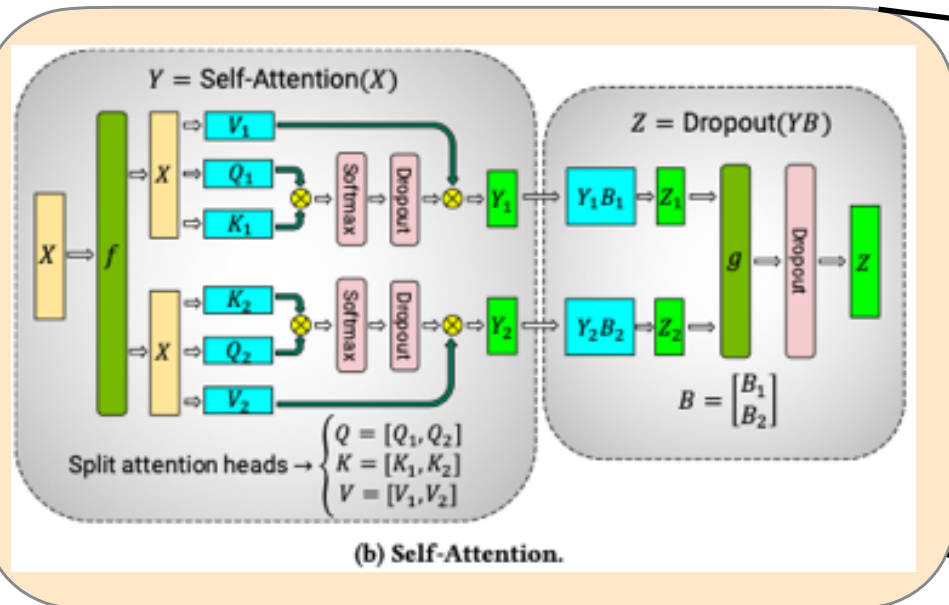 Y = Self-Attention(X)
X
f
X
V₁
Q₁
K₁
Softmax
Dropout
Y₁
X
K₂
Q₂
V₂
Softmax
Dropout
Y₂
Split attention heads → { Q = [Q₁, Q₂]
K = [K₁, K₂]
V = [V₁, V₂]
Z = Dropout(YB)
Y₁B₁
Z₁
Y₂B₂
Z₂
g
Dropout
Z
B = [B₁
B₂]
(b) Self-Attention.